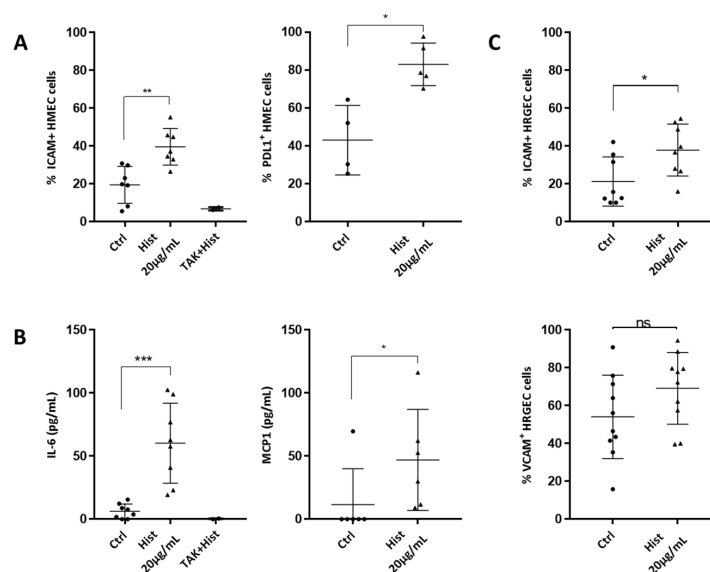 A
% ICAM+ HMEC cells
100
80
60
40
20
0
**
Ctrl
Hist
20µg/mL
TAK+Hist
% PDL1⁺ HMEC cells
100
80
60
40
20
0
*
Ctrl
Hist
20µg/mL
C
% ICAM+ HRGEC cells
100
80
60
40
20
0
*
Ctrl
Hist
20µg/mL
B
IL-6 (pg/mL)
150
100
50
0
***
Ctrl
Hist
20µg/mL
TAK+Hist
MCP1 (pg/mL)
150
100
50
0
*
Ctrl
Hist
20µg/mL
% VCAM⁺ HRGEC cells
100
80
60
40
20
0
ns
Ctrl
Hist
20µg/mL